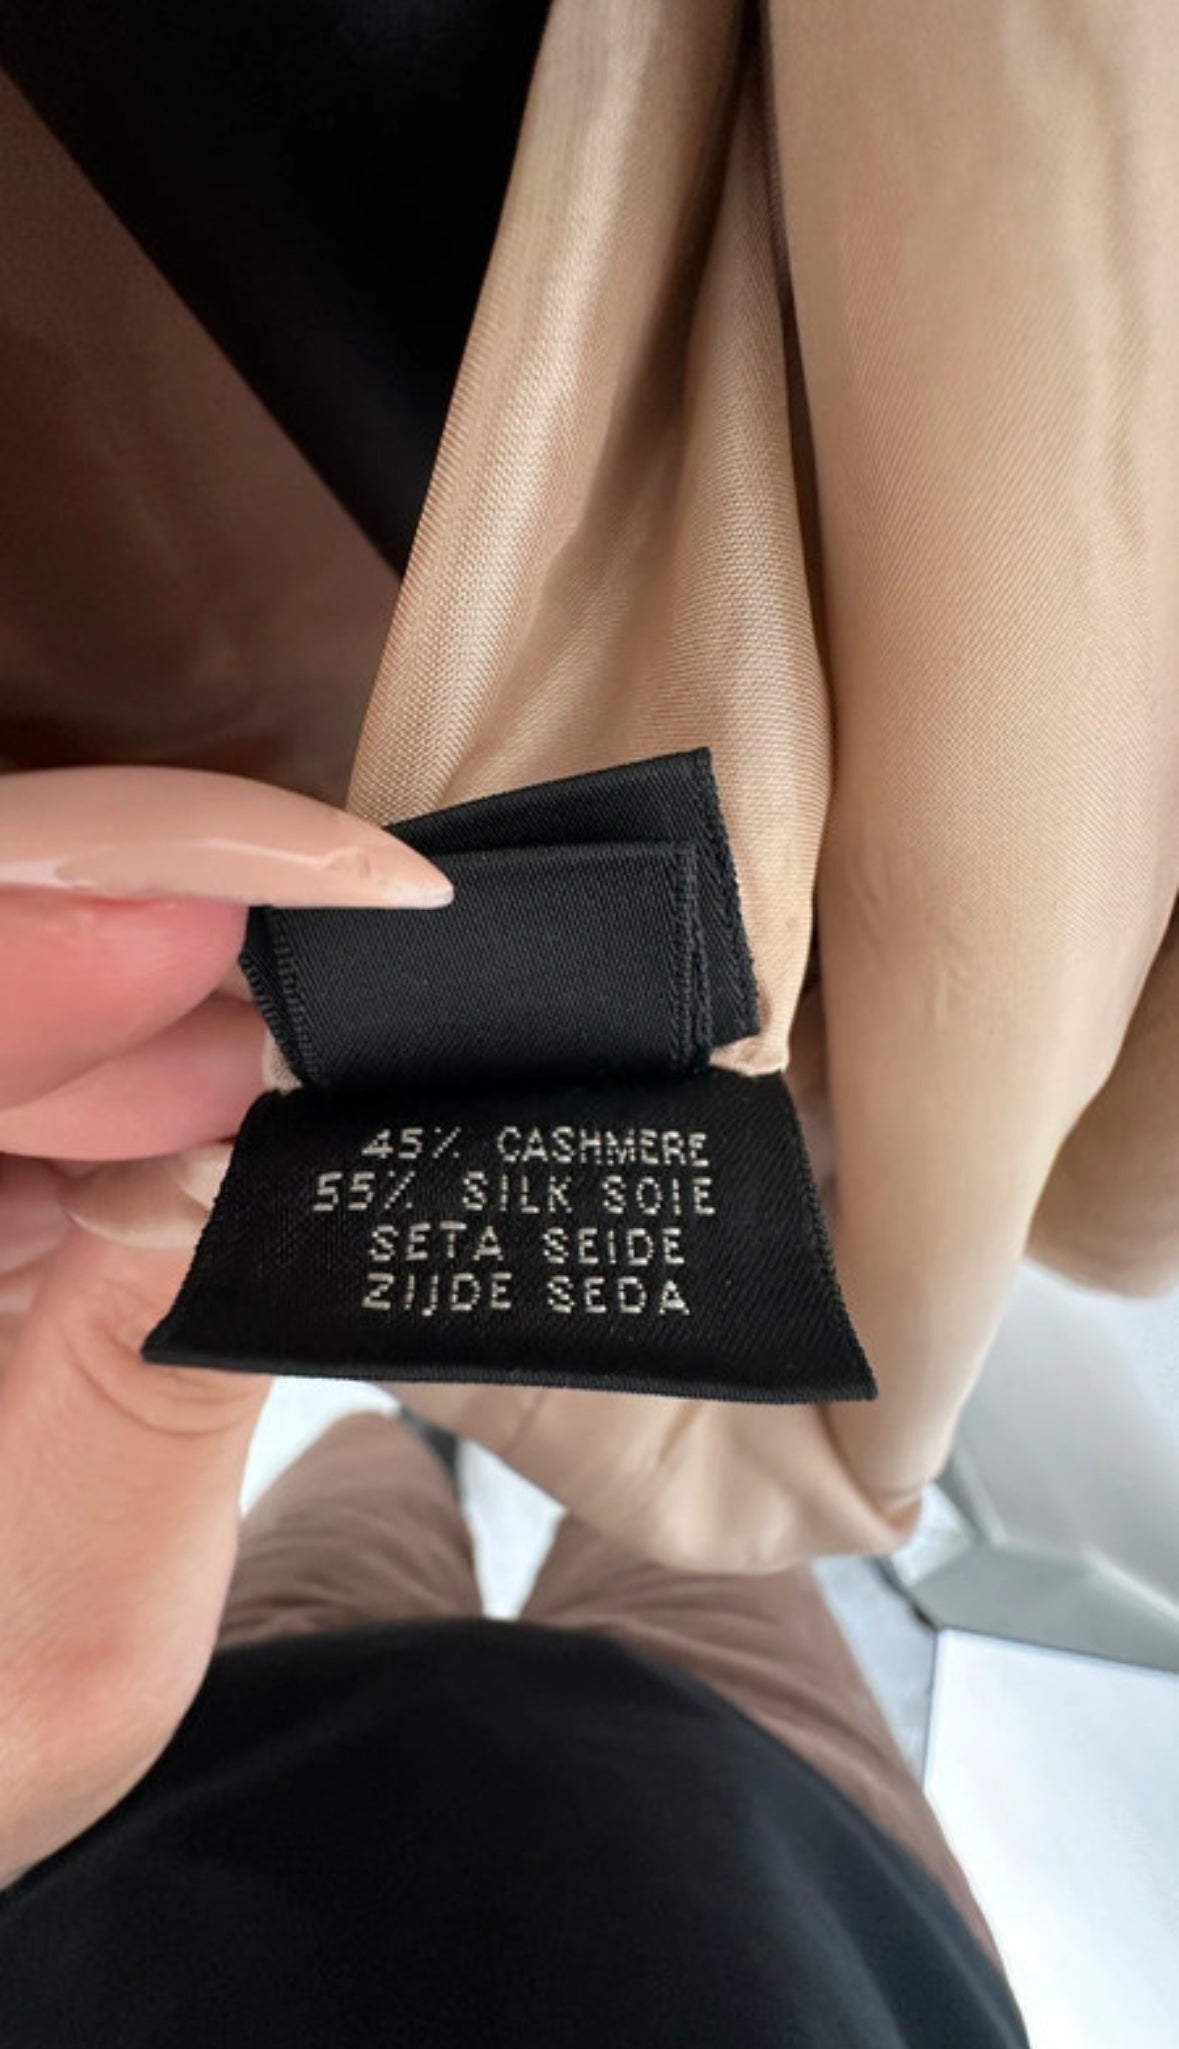 45% CASHMERE
55% SILK SOIE
SETA SEIDE
ZIJDE SEDA